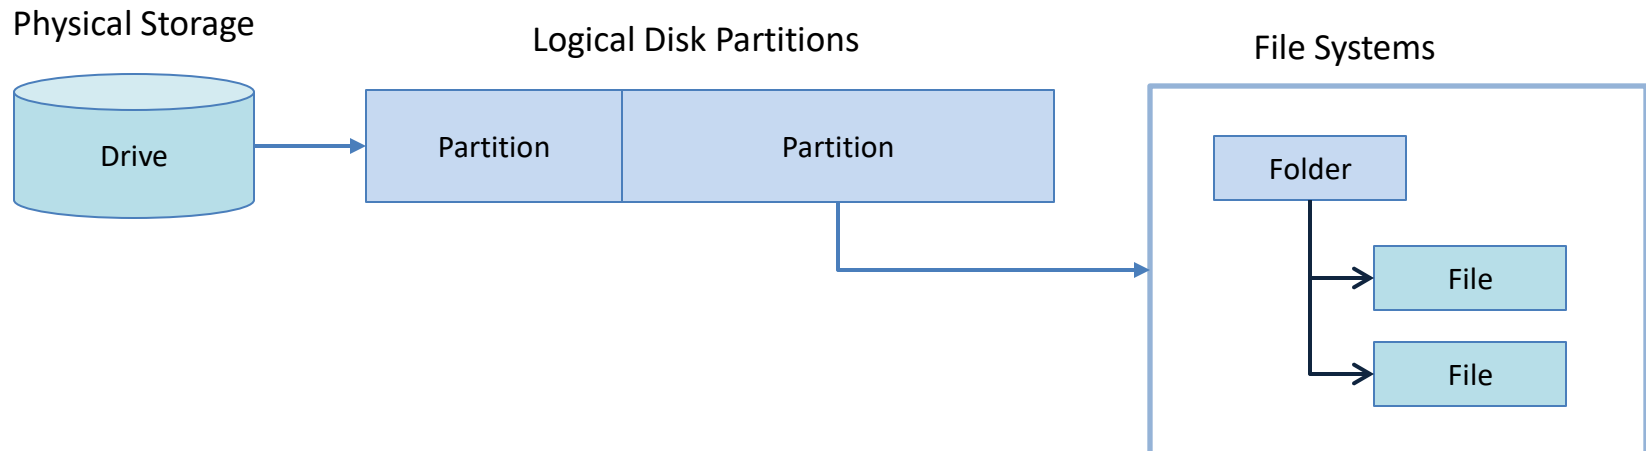 Physical Storage
Logical Disk Partitions
File Systems
Drive
Partition
Partition
Folder
File
File